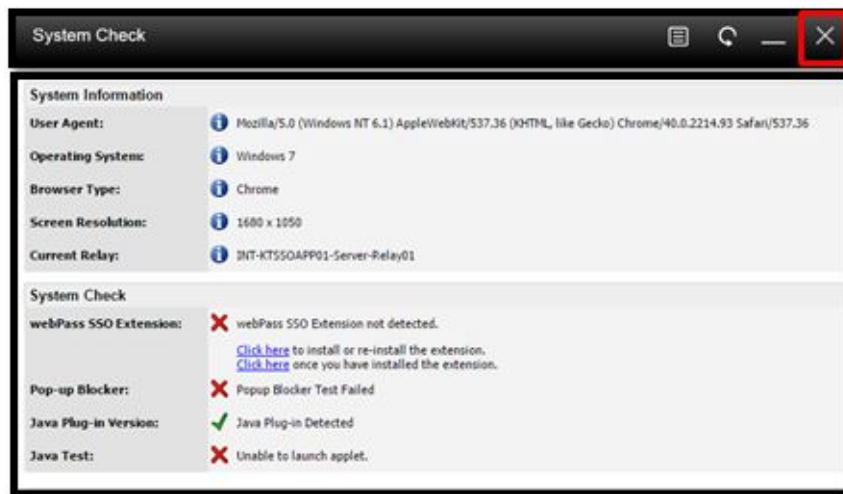 System Check
System Information
User Agent: Mozilla/5.0 (Windows NT 6.1) AppleWebKit/537.36 (KHTML, like Gecko) Chrome/40.0.2214.93 Safari/537.36
Operating System: Windows 7
Browser Type: Chrome
Screen Resolution: 1680 x 1050
Current Relay: INT-KTSSOAPP01-Server-Relay01
System Check
webPass SSO Extension: webPass SSO Extension not detected.
Click here to install or re-install the extension.
Click here once you have installed the extension.
Pop-up Blocker: Popup Blocker Test Failed
Java Plug-in Version: Java Plug-in Detected
Java Test: Unable to launch applet.